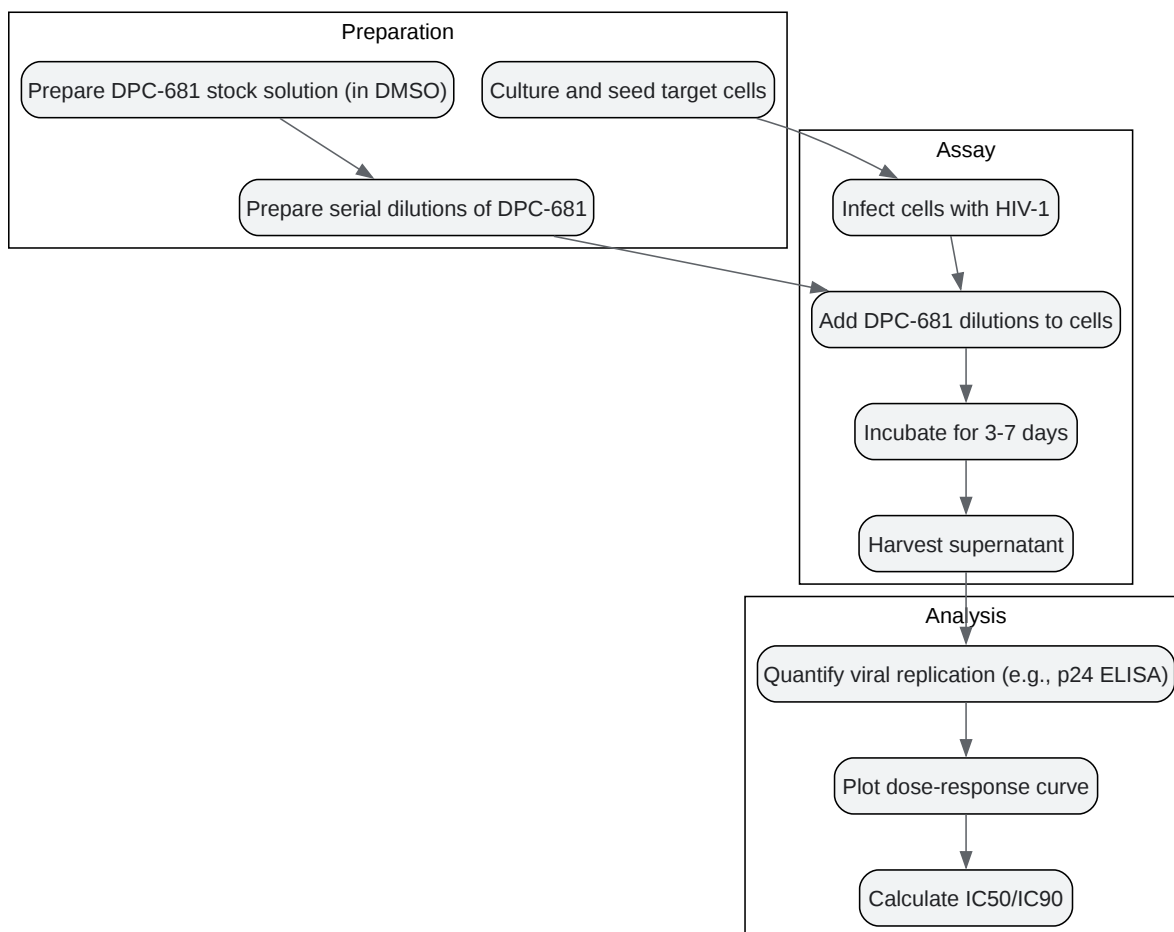 Preparation
Prepare DPC-681 stock solution (in DMSO)
Culture and seed target cells
Prepare serial dilutions of DPC-681
Assay
Infect cells with HIV-1
Add DPC-681 dilutions to cells
Incubate for 3-7 days
Harvest supernatant
Analysis
Quantify viral replication (e.g., p24 ELISA)
Plot dose-response curve
Calculate IC50/IC90